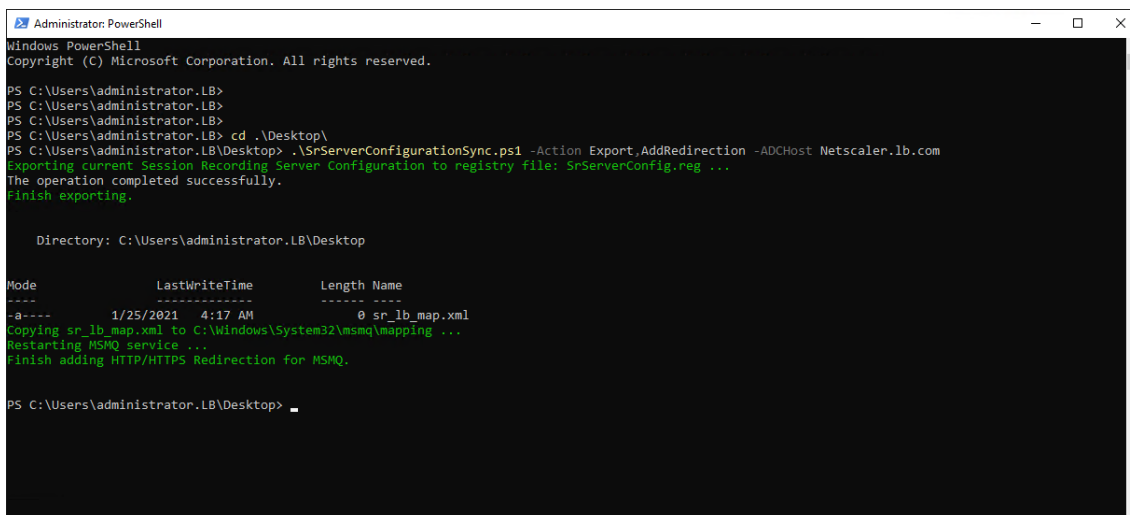 Administrator: PowerShell
Windows PowerShell
Copyright (C) Microsoft Corporation. All rights reserved.
PS C:\Users\administrator.LB>
PS C:\Users\administrator.LB>
PS C:\Users\administrator.LB>
PS C:\Users\administrator.LB> cd .\Desktop\
PS C:\Users\administrator.LB\Desktop> .\SrServerConfigurationSync.ps1 -Action Export,AddRedirection -ADCHost Netscaler.lb.com
Exporting current Session Recording Server Configuration to registry file: SrServerConfig.reg ...
The operation completed successfully.
Finish exporting.
Directory: C:\Users\administrator.LB\Desktop
Mode LastWriteTime Length Name
---- ------------- ------ ----
-a---- 1/25/2021 4:17 AM 0 sr_lb_map.xml
Copying sr_lb_map.xml to C:\Windows\System32\msmq\mapping ...
Restarting MSMQ service ...
Finish adding HTTP/HTTPS Redirection for MSMQ.
PS C:\Users\administrator.LB\Desktop>